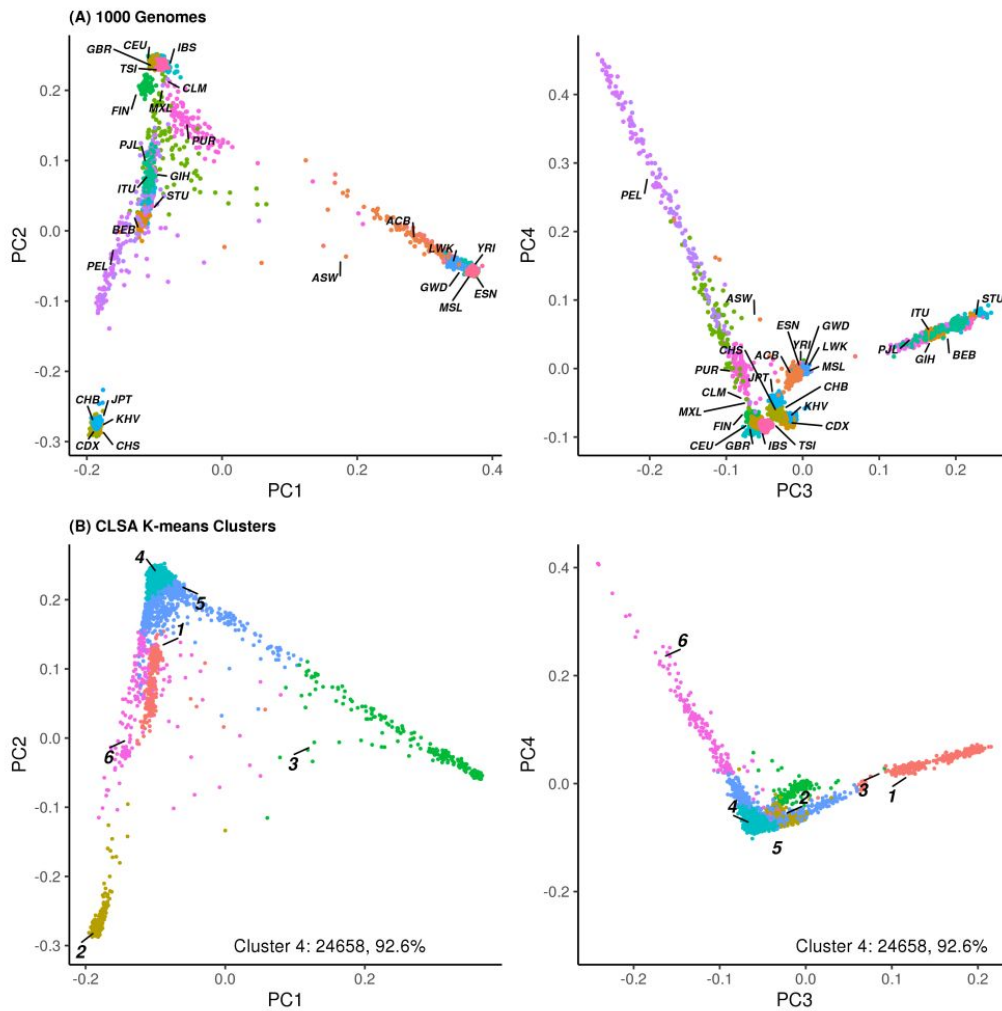 (A) 1000 Genomes
CEU
IBS
GBR
TSI
CLM
FIN
MXL
PUR
PJL
GIH
ITU
STU
BEB
PEL
ACB
LWK
YRI
ASW
GWD
ESN
MSL
CHB
JPT
KHV
CDX
CHS
PC2
0.2
0.1
0.0
-0.1
-0.2
-0.3
-0.2
0.0
0.2
0.4
PC1
PEL
ASW
ESN
GWD
CHS
YRI
LWK
ACB
MSL
PUR
JPT
CHB
CLM
KHV
MXL
FIN
CDX
CEU
GBR
IBS
TSI
STU
ITU
PJL
GIH
BEB
PC4
0.4
0.3
0.2
0.1
0.0
-0.1
-0.2
-0.1
0.0
0.1
0.2
PC3
(B) CLSA K-means Clusters
4
5
1
6
3
2
Cluster 4: 24658, 92.6%
PC2
0.2
0.1
0.0
-0.1
-0.2
-0.3
-0.2
0.0
0.2
PC1
6
4
2
3
1
5
Cluster 4: 24658, 92.6%
PC4
0.4
0.2
0.0
-0.2
-0.2
-0.1
0.0
0.1
0.2
PC3